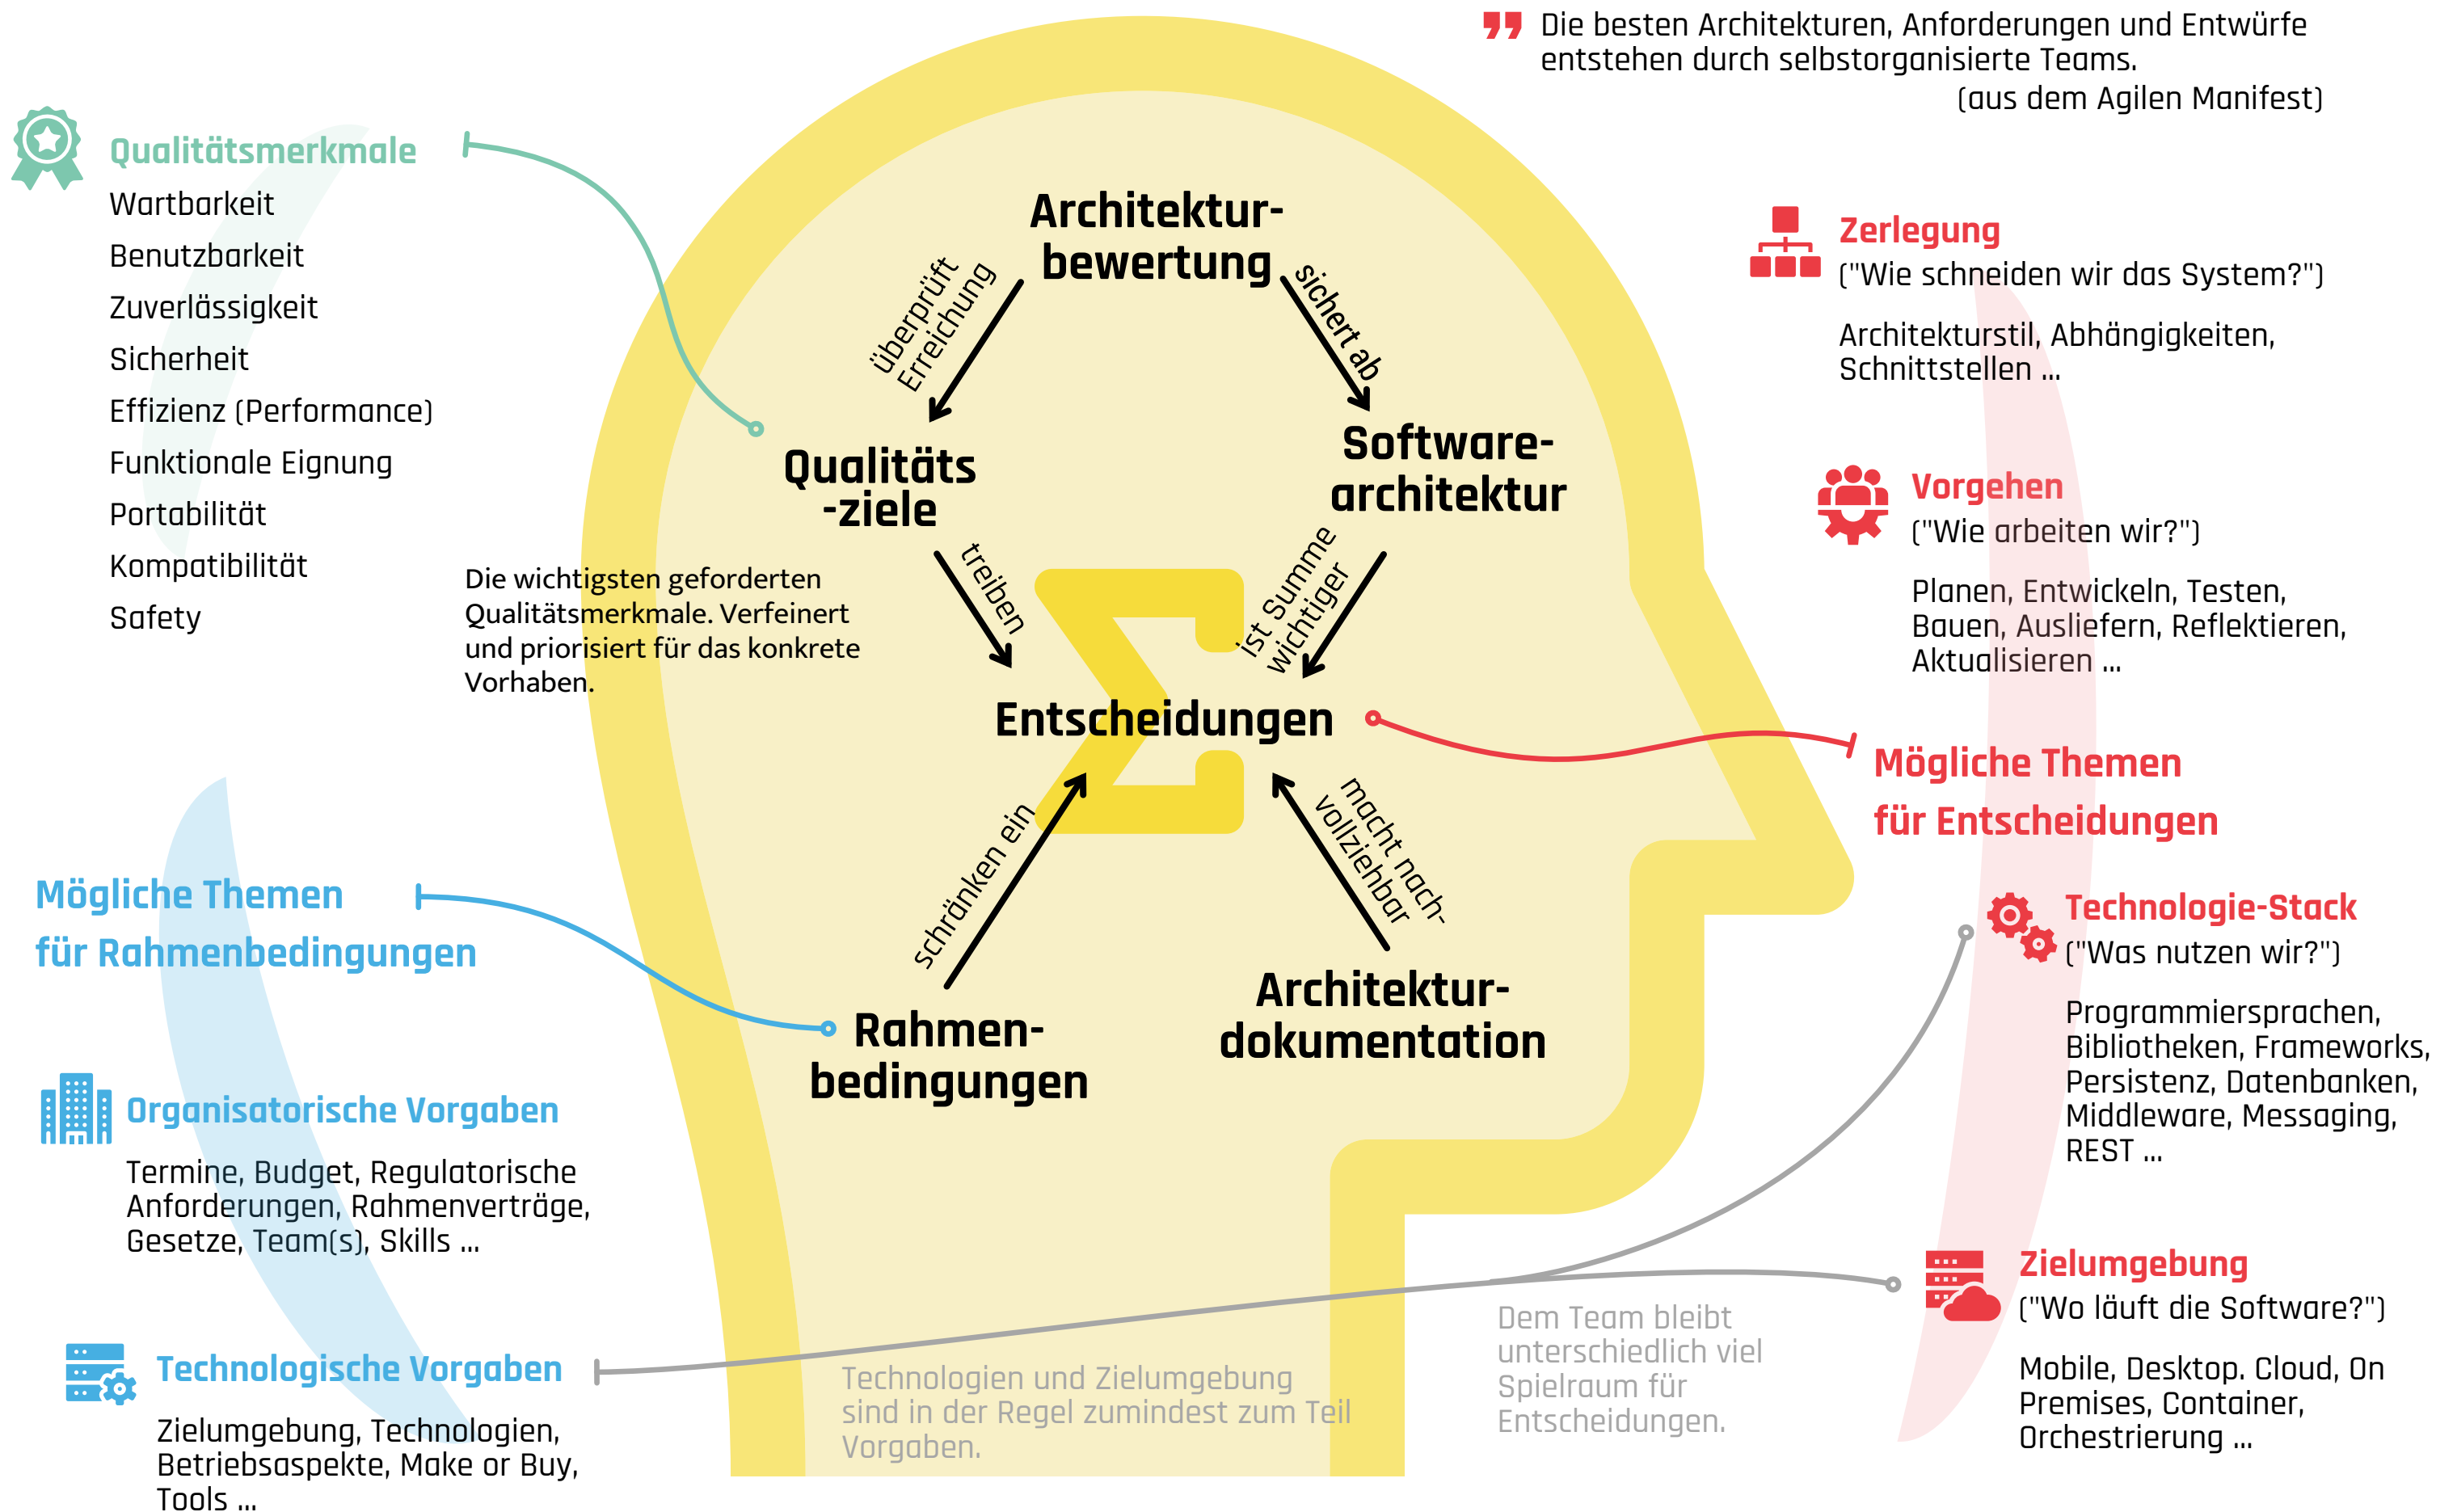 Die besten Architekturen, Anforderungen und Entwürfe
entstehen durch selbstorganisierte Teams.
(aus dem Agilen Manifest)
Qualitätsmerkmale
Wartbarkeit
Benutzbarkeit
Zuverlässigkeit
Sicherheit
Effizienz (Performance)
Funktionale Eignung
Portabilität
Kompatibilität
Safety
Architektur-
bewertung
überprüft
Erreichung
sichert ab
Qualitäts
-ziele
Software-
architektur
Die wichtigsten geforderten
Qualitätsmerkmale. Verfeinert
und priorisiert für das konkrete
Vorhaben.
treiben
ist Summe
wichtiger
Entscheidungen
schränken ein
macht nach-
vollziehbar
Rahmen-
bedingungen
Architektur-
dokumentation
Mögliche Themen
für Rahmenbedingungen
Organisatorische Vorgaben
Termine, Budget, Regulatorische
Anforderungen, Rahmenverträge,
Gesetze, Team(s), Skills ...
Technologische Vorgaben
Zielumgebung, Technologien,
Betriebsaspekte, Make or Buy,
Tools ...
Technologien und Zielumgebung
sind in der Regel zumindest zum Teil
Vorgaben.
Dem Team bleibt
unterschiedlich viel
Spielraum für
Entscheidungen.
Zerlegung
("Wie schneiden wir das System?")
Architekturstil, Abhängigkeiten,
Schnittstellen ...
Vorgehen
("Wie arbeiten wir?")
Planen, Entwickeln, Testen,
Bauen, Ausliefern, Reflektieren,
Aktualisieren ...
Mögliche Themen
für Entscheidungen
Technologie-Stack
("Was nutzen wir?")
Programmiersprachen,
Bibliotheken, Frameworks,
Persistenz, Datenbanken,
Middleware, Messaging,
REST ...
Zielumgebung
("Wo läuft die Software?")
Mobile, Desktop. Cloud, On
Premises, Container,
Orchestrierung ...